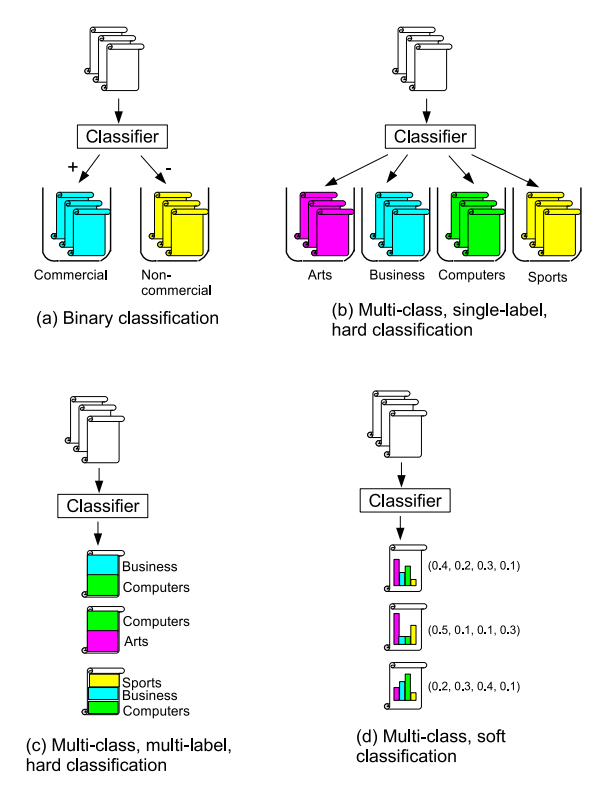 Classifier
+
-
Commercial
Non-
commercial
(a) Binary classification
Classifier
Arts
Business
Computers
Sports
(b) Multi-class, single-label,
hard classification
Classifier
Business
Computers
Computers
Arts
Sports
Business
Computers
(c) Multi-class, multi-label,
hard classification
Classifier
(0.4, 0.2, 0.3, 0.1)
(0.5, 0.1, 0.1, 0.3)
(0.2, 0.3, 0.4, 0.1)
(d) Multi-class, soft
classification